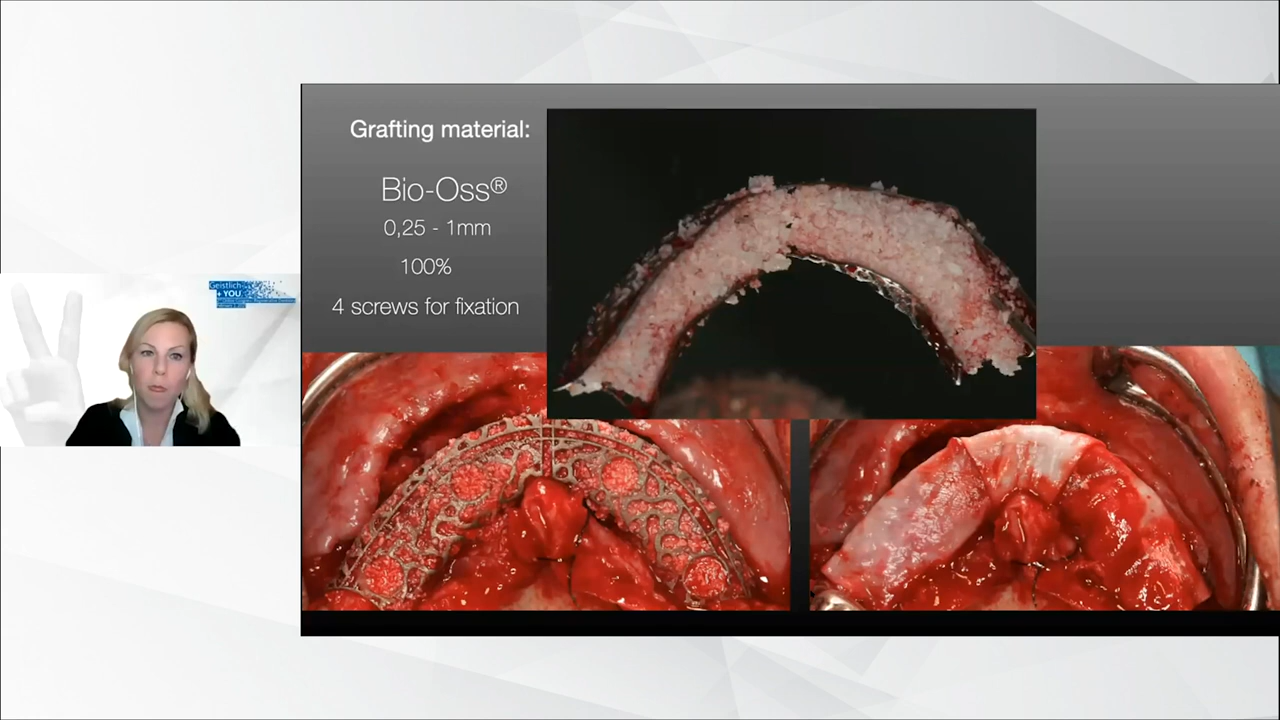 Grafting material:
Bio-Oss®
0,25 - 1mm
100%
4 screws for fixation
Geistlich
+ YOU